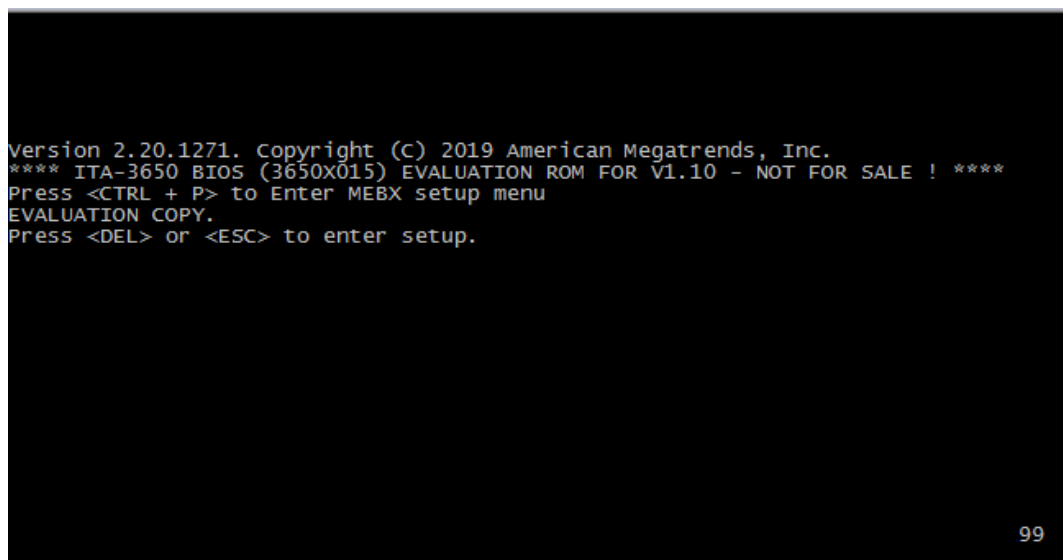 Version 2.20.1271. Copyright (C) 2019 American Megatrends, Inc.
**** ITA-3650 BIOS (3650X015) EVALUATION ROM FOR V1.10 - NOT FOR SALE ! ****
Press <CTRL + P> to Enter MEBX setup menu
EVALUATION COPY.
Press <DEL> or <ESC> to enter setup.
99